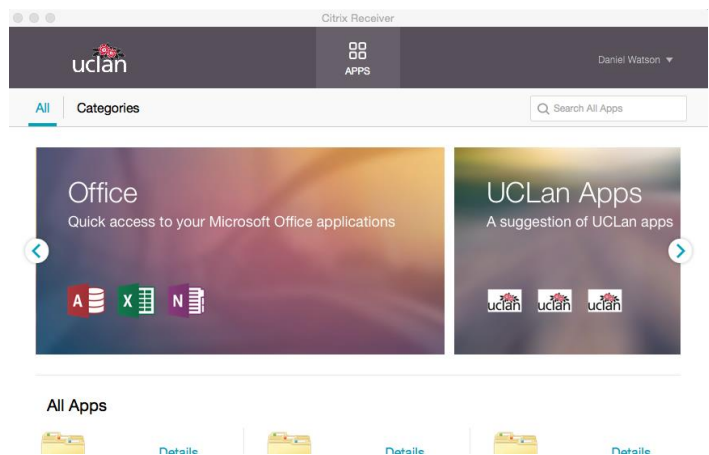 Citrix Receiver
uclan
APPS
Daniel Watson
All Categories
Search All Apps
Office
Quick access to your Microsoft Office applications
A X N
UCLan Apps
A suggestion of UCLan apps
uclan uclan uclan
All Apps
Details Details Details